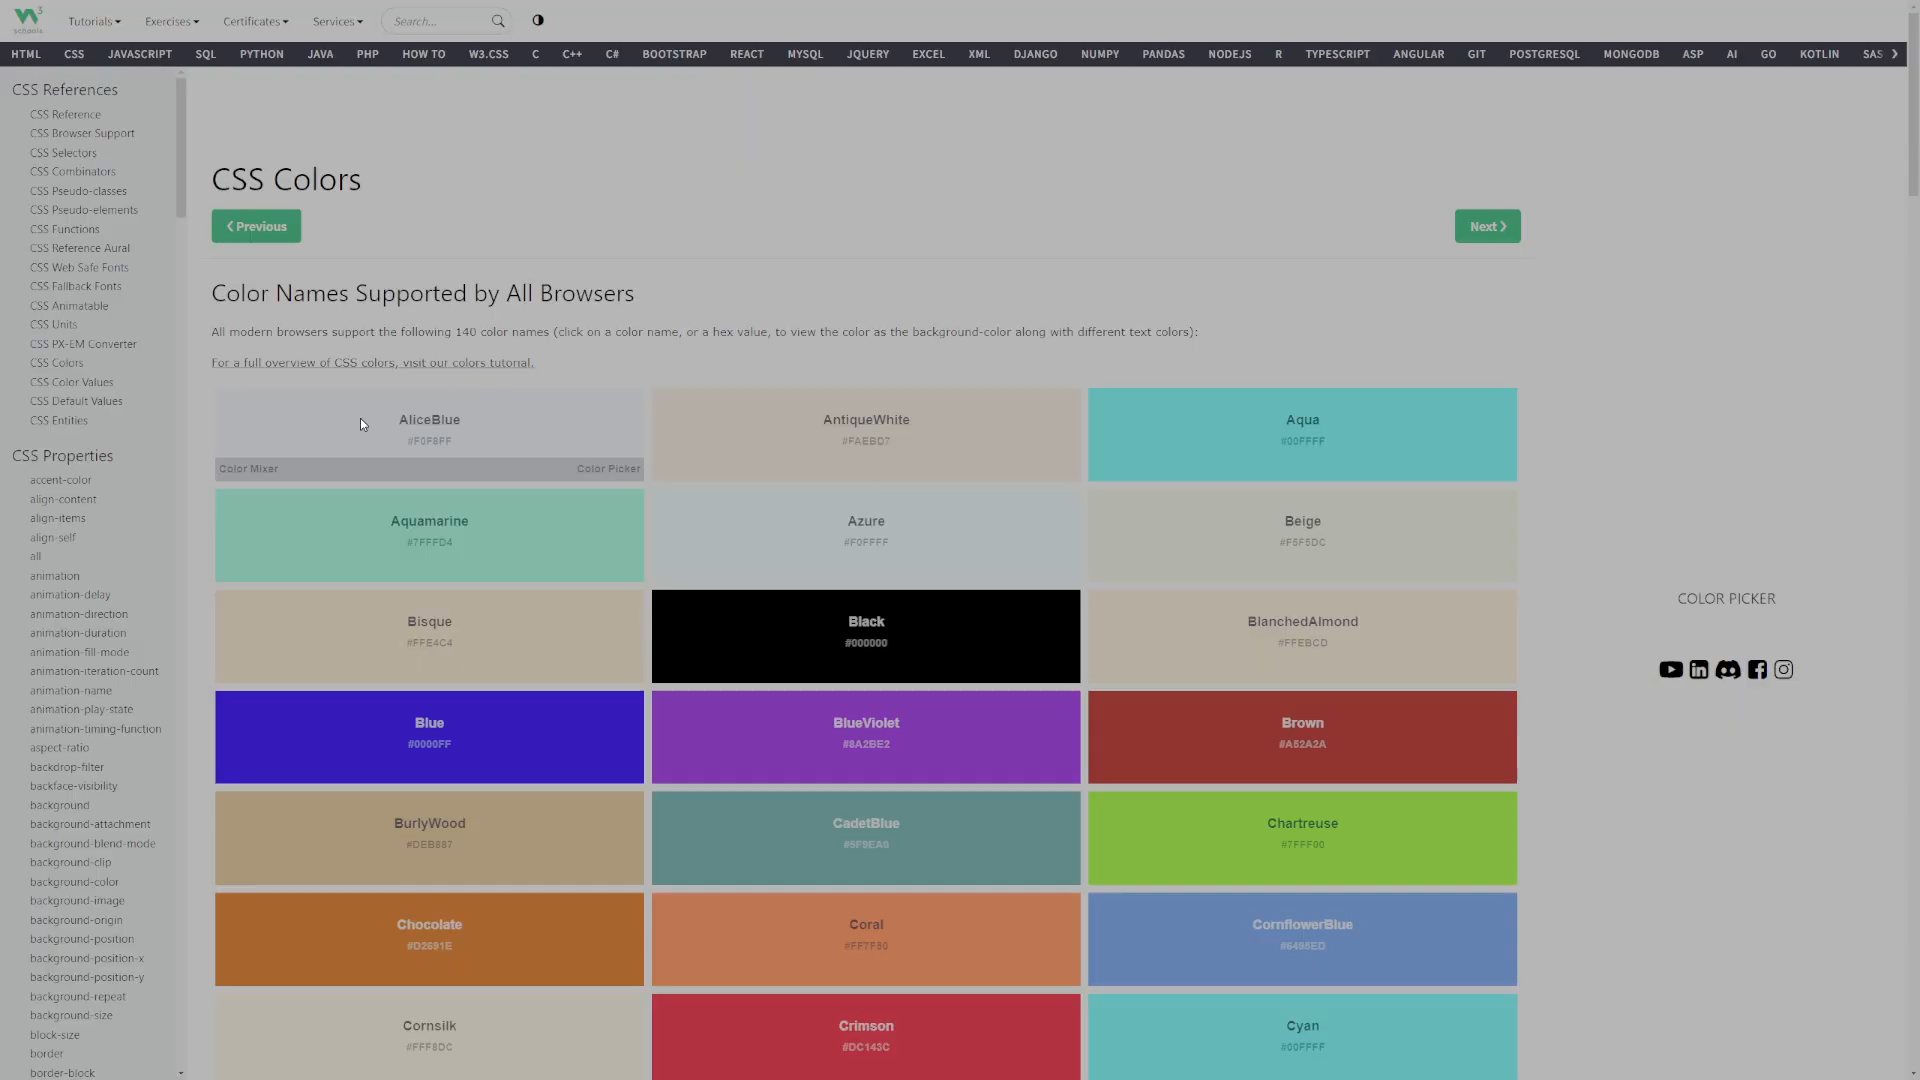 W3 schools
Tutorials Exercises Certificates Services Search...
HTML CSS JAVASCRIPT SQL PYTHON JAVA PHP HOW TO W3.CSS C C++ C# BOOTSTRAP REACT MYSQL JQUERY EXCEL XML DJANGO NUMPY PANDAS NODEJS R TYPESCRIPT ANGULAR GIT POSTGRESQL MONGODB ASP AI GO KOTLIN SAS ❯
CSS References
CSS Reference
CSS Browser Support
CSS Selectors
CSS Combinators
CSS Pseudo-classes
CSS Pseudo-elements
CSS Functions
CSS Reference Aural
CSS Web Safe Fonts
CSS Fallback Fonts
CSS Animatable
CSS Units
CSS PX-EM Converter
CSS Colors
CSS Color Values
CSS Default Values
CSS Entities
CSS Properties
accent-color
align-content
align-items
align-self
all
animation
animation-delay
animation-direction
animation-duration
animation-fill-mode
animation-iteration-count
animation-name
animation-play-state
animation-timing-function
aspect-ratio
backdrop-filter
backface-visibility
background
background-attachment
background-blend-mode
background-clip
background-color
background-image
background-origin
background-position
background-position-x
background-position-y
background-repeat
background-size
block-size
border
border-block
CSS Colors
❮ Previous Next ❯
Color Names Supported by All Browsers
All modern browsers support the following 140 color names (click on a color name, or a hex value, to view the color as the background-color along with different text colors):
For a full overview of CSS colors, visit our colors tutorial.
AliceBlue AntiqueWhite Aqua
#F0F8FF #FAEBD7 #00FFFF
Color Mixer Color Picker
Aquamarine Azure Beige
#7FFFD4 #F0FFFF #F5F5DC
Bisque Black BlanchedAlmond
#FFE4C4 #000000 #FFEBCD
Blue BlueViolet Brown
#0000FF #8A2BE2 #A52A2A
BurlyWood CadetBlue Chartreuse
#DEB887 #5F9EA0 #7FFF00
Chocolate Coral CornflowerBlue
#D2691E #FF7F50 #6495ED
Cornsilk Crimson Cyan
#FFF8DC #DC143C #00FFFF
COLOR PICKER